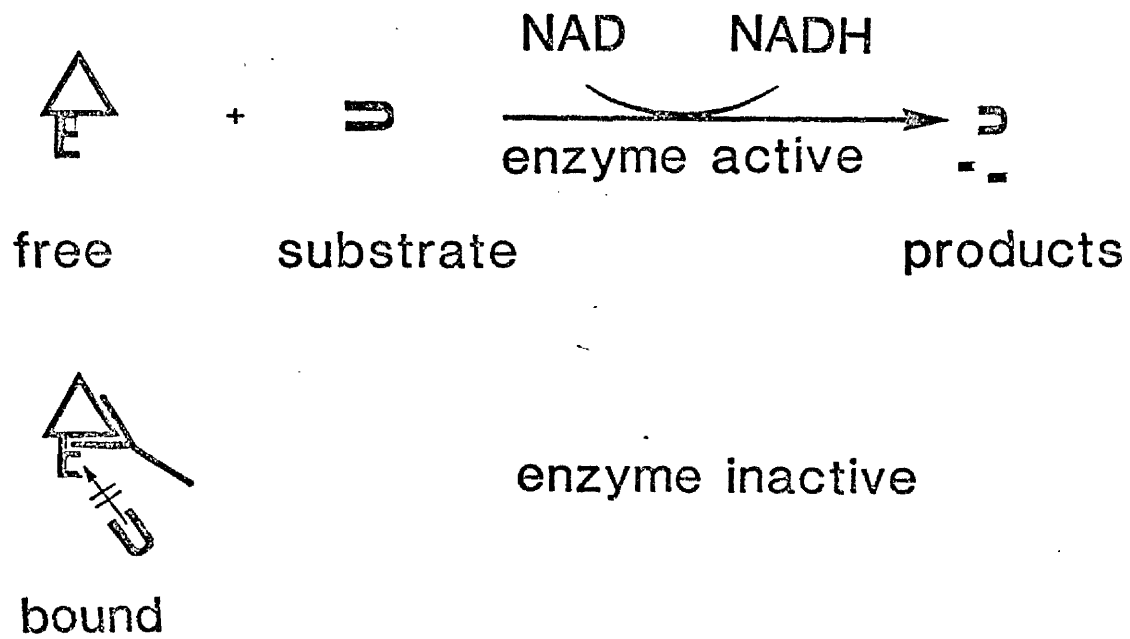 NAD NADH
E + enzyme active
free substrate products
E enzyme inactive
bound